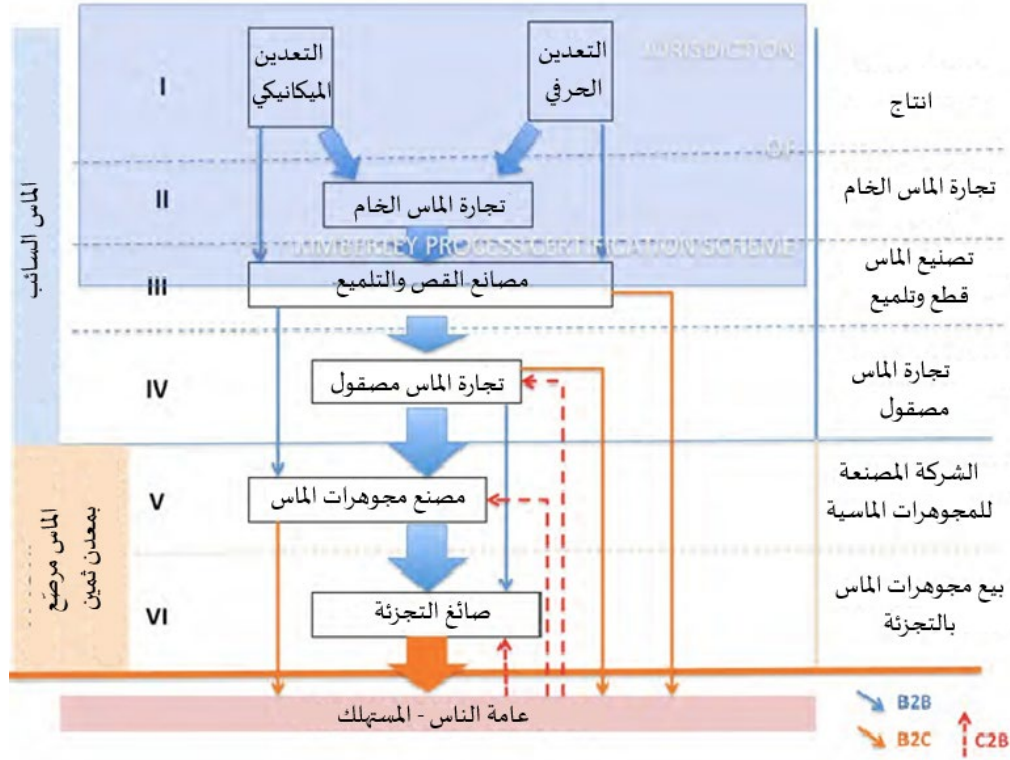 التعدين
الميكانيكي
التعدين
الحرفي
JURISDICTION
OF
KIMBERLEY PROCESS CERTIFICATION SCHEME
I
انتاج
II
تجارة الماس الخام
تجارة الماس الخام
III
مصانع القص والتلميع
تصنيع الماس
قطع وتلميع
الماس السائب
IV
تجارة الماس مصقول
تجارة الماس
مصقول
V
مصنع مجوهرات الماس
الشركة المصنعة
للمجوهرات الماسية
الماس مرصع
بمعدن ثمين
VI
صائغ التجزئة
بيع مجوهرات الماس
بالتجزئة
عامة الناس - المستهلك
B2B
B2C
C2B